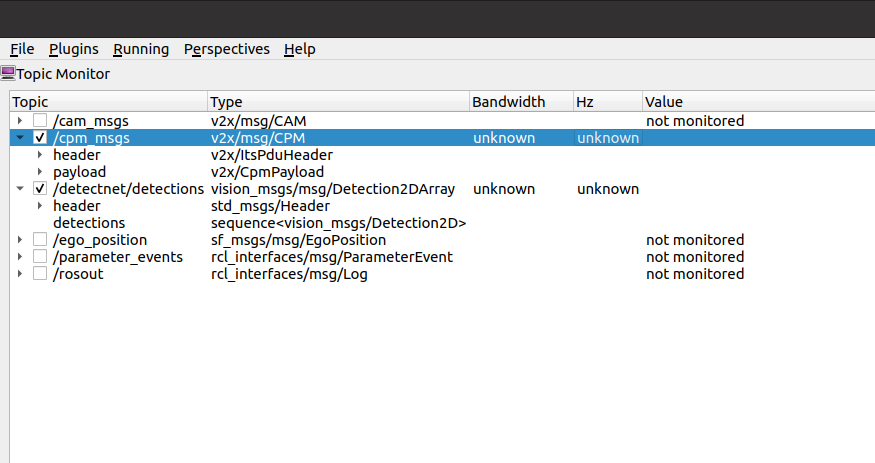 File Plugins Running Perspectives Help
Topic Monitor
Topic Type Bandwidth Hz Value
/cam_msgs v2x/msg/CAM not monitored
/cpm_msgs v2x/msg/CPM unknown unknown
header v2x/ItsPduHeader
payload v2x/CpmPayload
/detectnet/detections vision_msgs/msg/Detection2DArray unknown unknown
header std_msgs/Header
detections sequence<vision_msgs/Detection2D>
/ego_position sf_msgs/msg/EgoPosition not monitored
/parameter_events rcl_interfaces/msg/ParameterEvent not monitored
/rosout rcl_interfaces/msg/Log not monitored